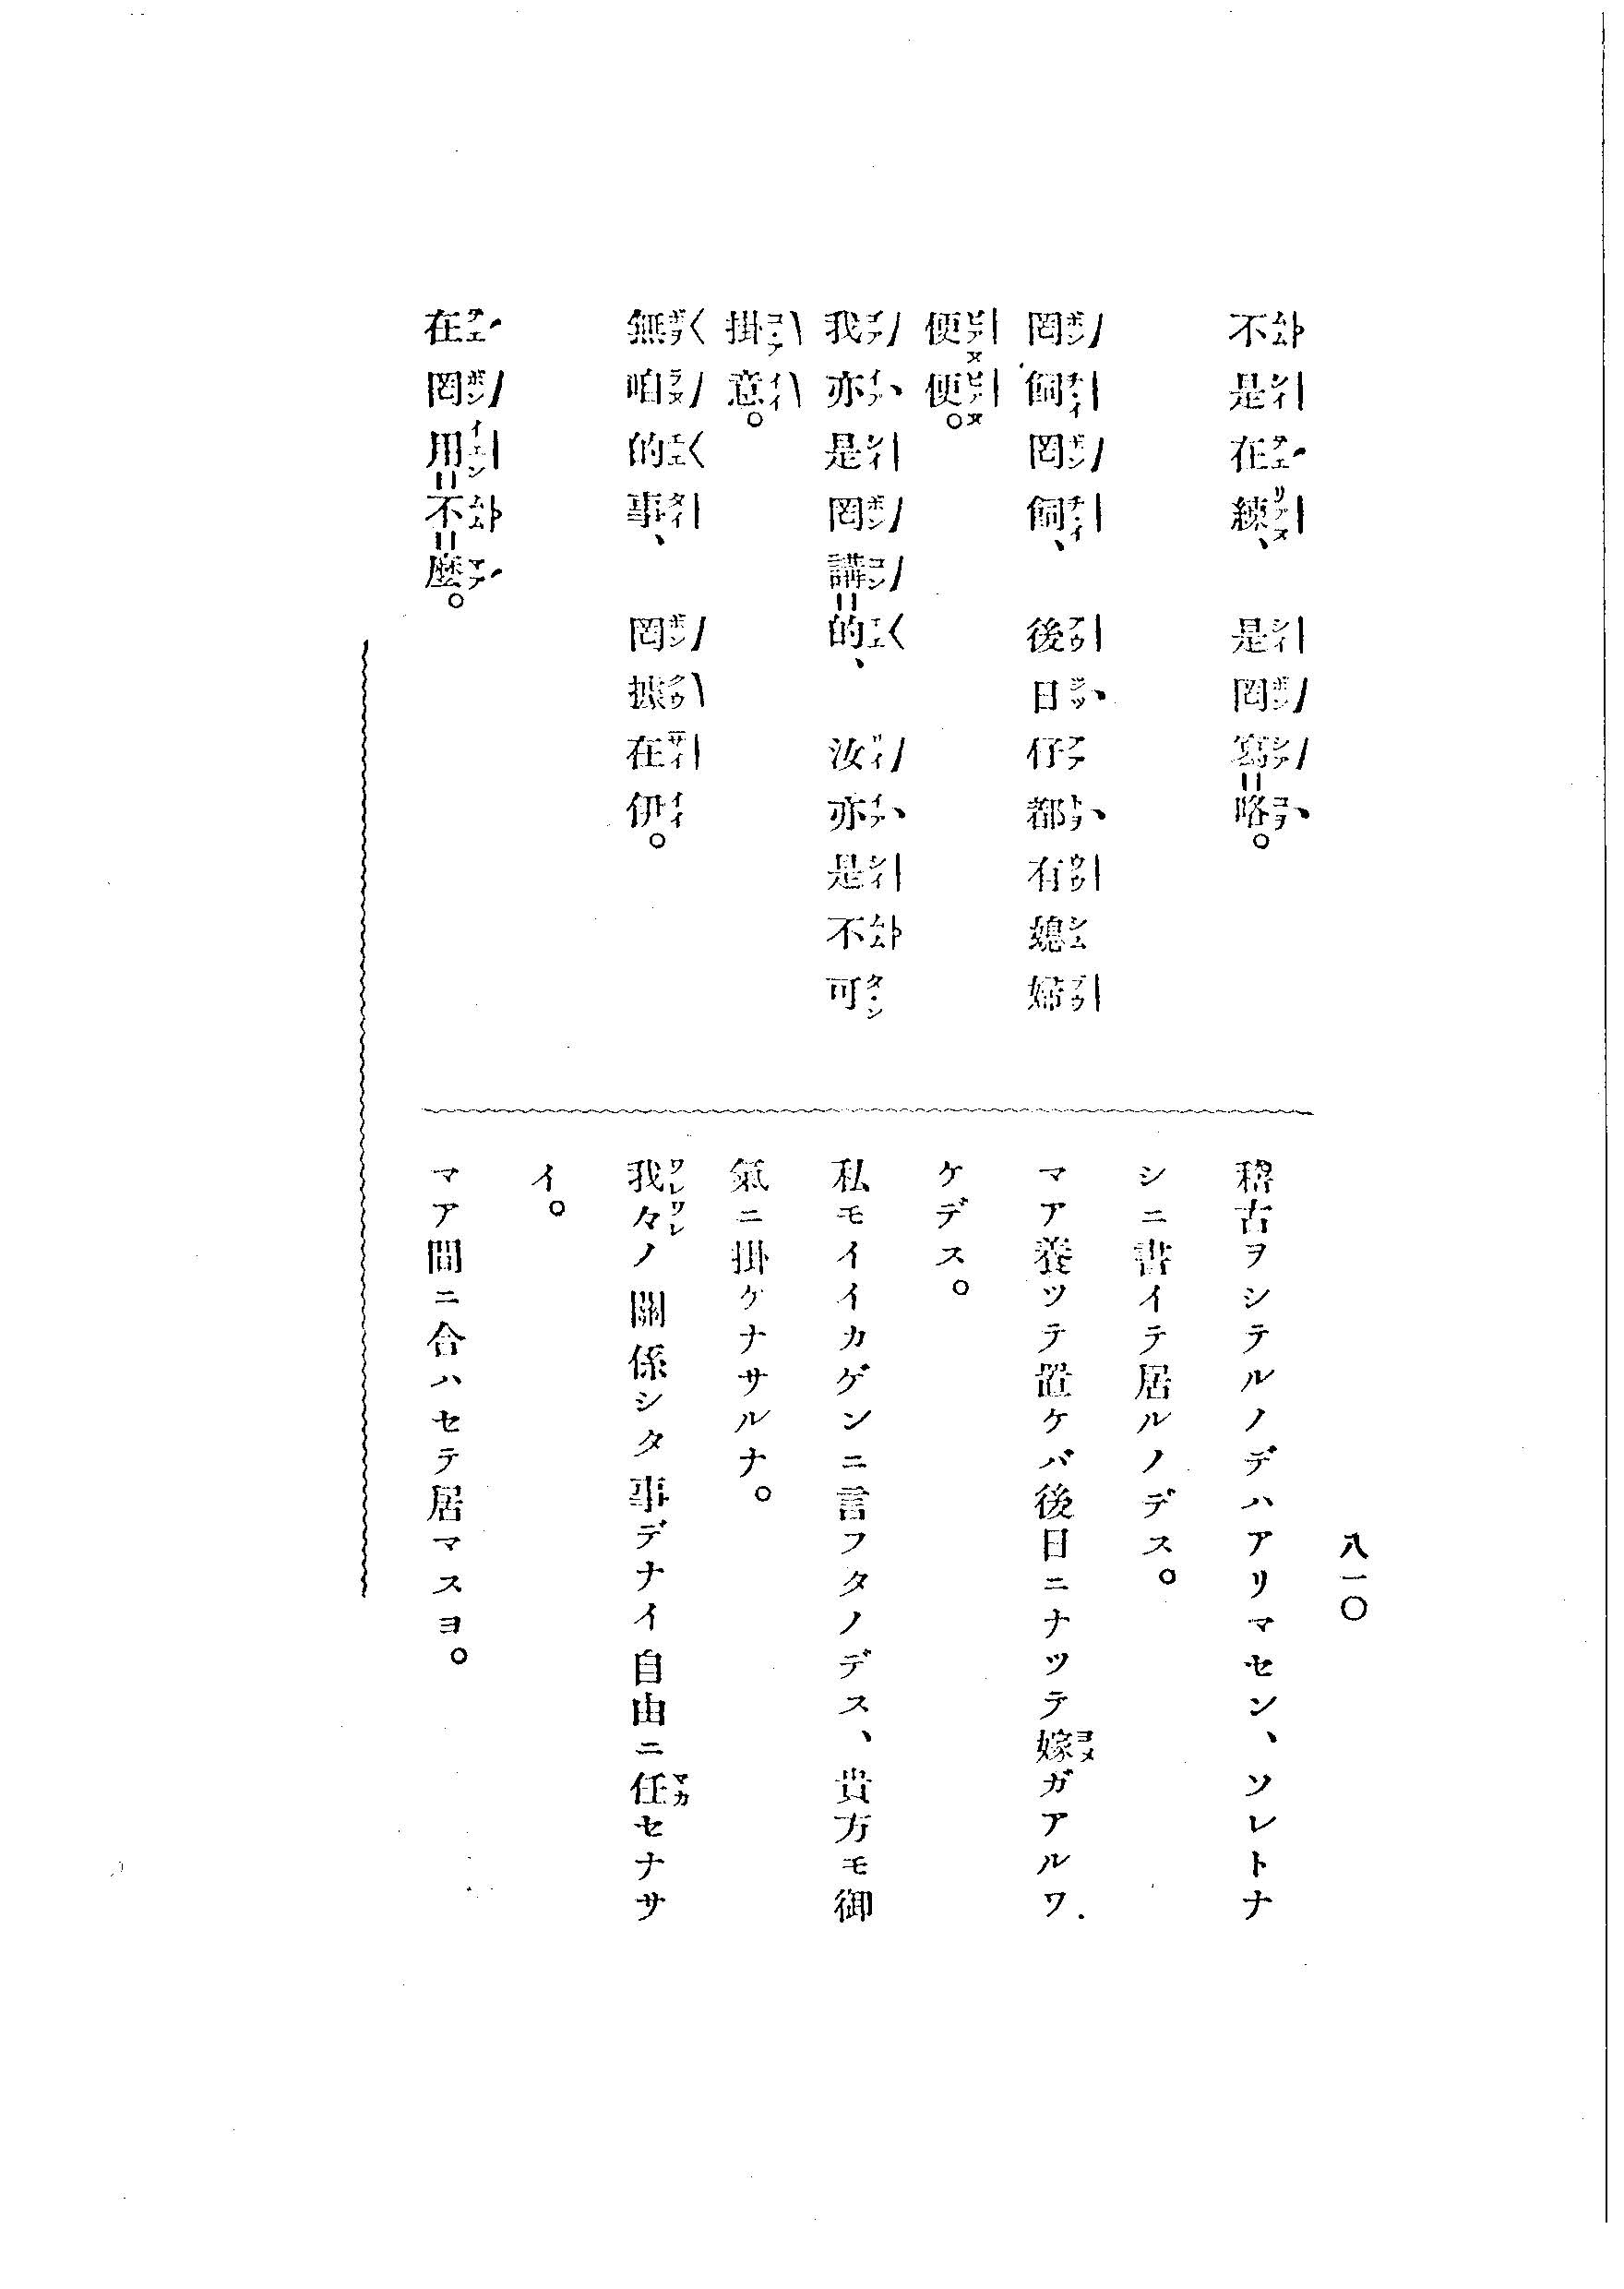 八一〇
不是在練、是罔寫=咯。
罔飼罔飼、後日仔都有媳婦
便便。
我亦是罔講=的、汝亦是不可
掛意。
無咱的事、罔據在伊。
在罔用=不=麼。
稽古ヲシテルノデハアリマセン、ソレトナ
シニ書イテ居ルノデス。
マア養ツテ置ケバ後日ニナツテ嫁ガアルワ
ケデス。
私モイイカゲンニ言フタノデス、貴方モ御
氣ニ掛ケナサルナ。
我々ノ關係シタ事デナイ自由ニ任セナサ
イ。
マア間ニ合ハセテ居マスヨ。